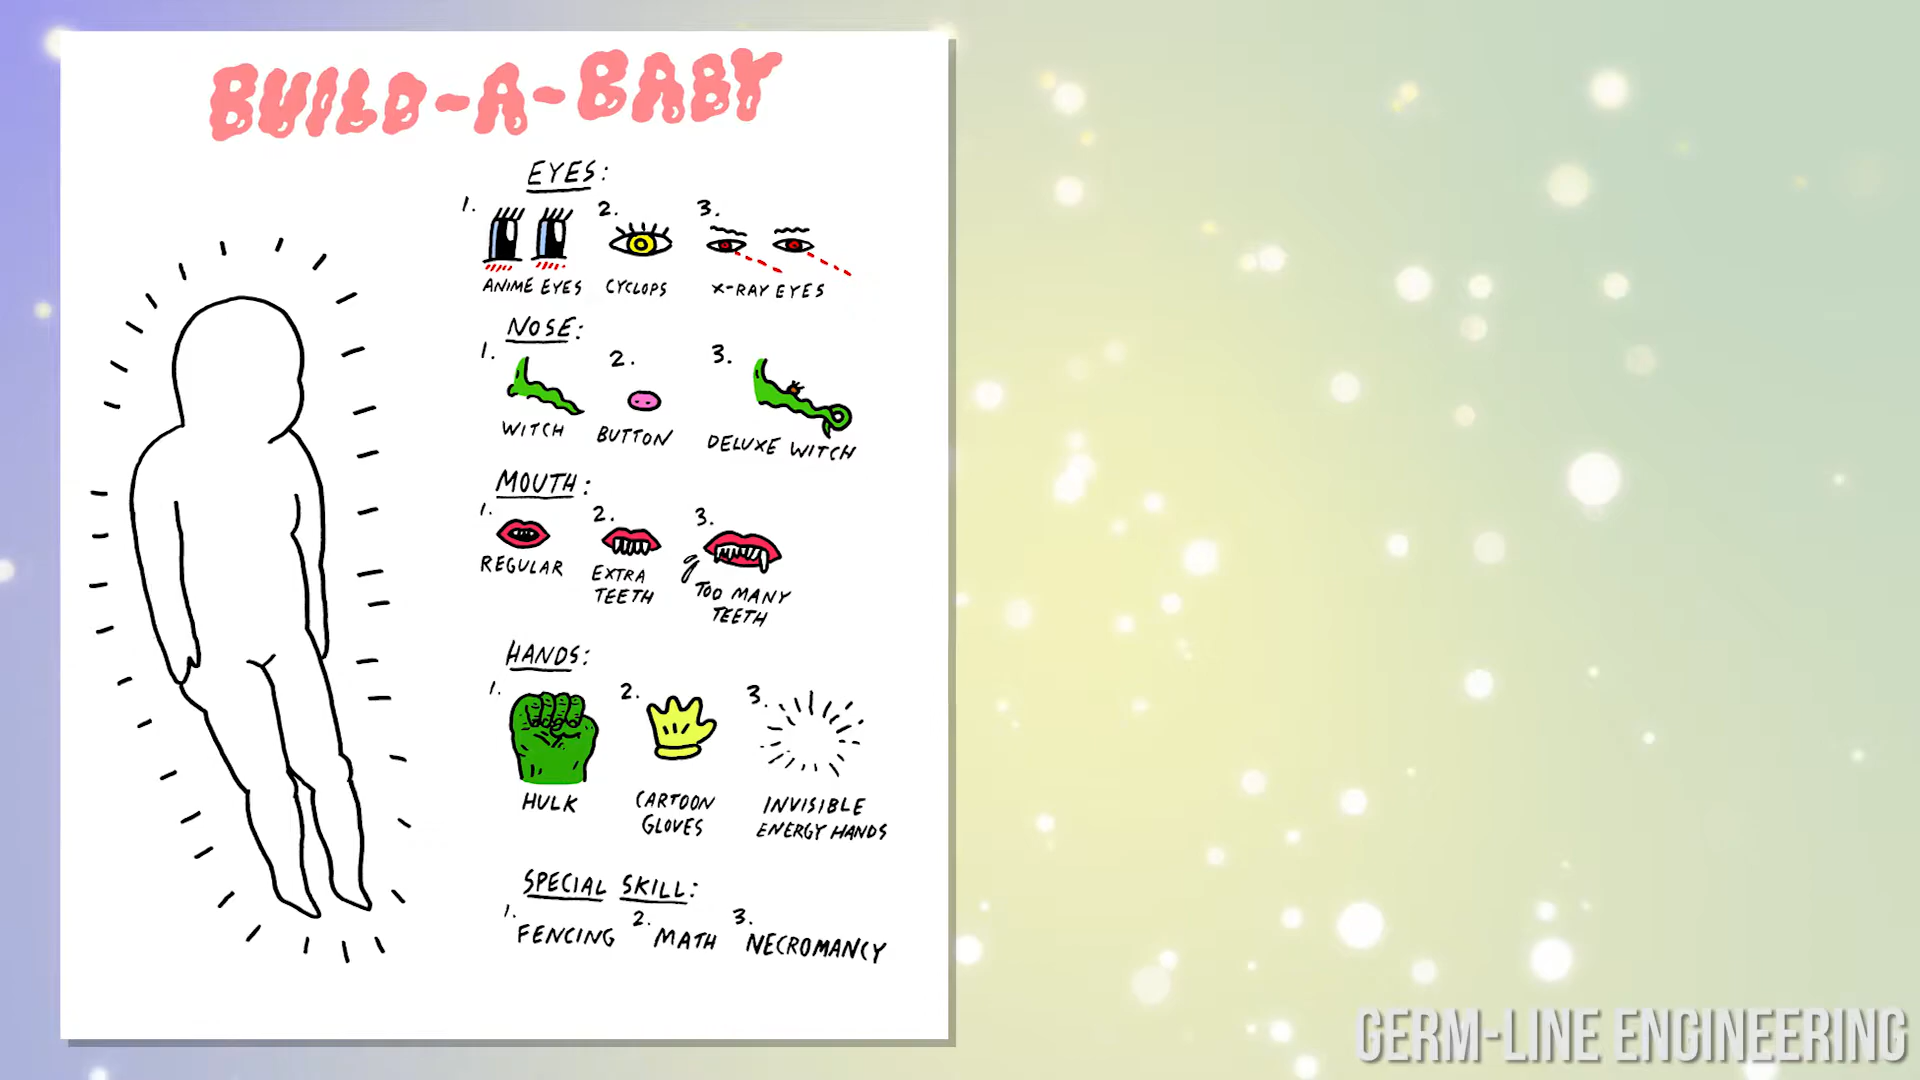 BUILD-A-BABY
EYES:
1. 2. 3.
ANIME EYES CYCLOPS X-RAY EYES
NOSE:
1. 2. 3.
WITCH BUTTON DELUXE WITCH
MOUTH:
1. 2. 3.
REGULAR EXTRA TEETH TOO MANY TEETH
HANDS:
1. 2. 3.
HULK CARTOON GLOVES INVISIBLE ENERGY HANDS
SPECIAL SKILL:
1. FENCING 2. MATH 3. NECROMANCY
GERM-LINE ENGINEERING